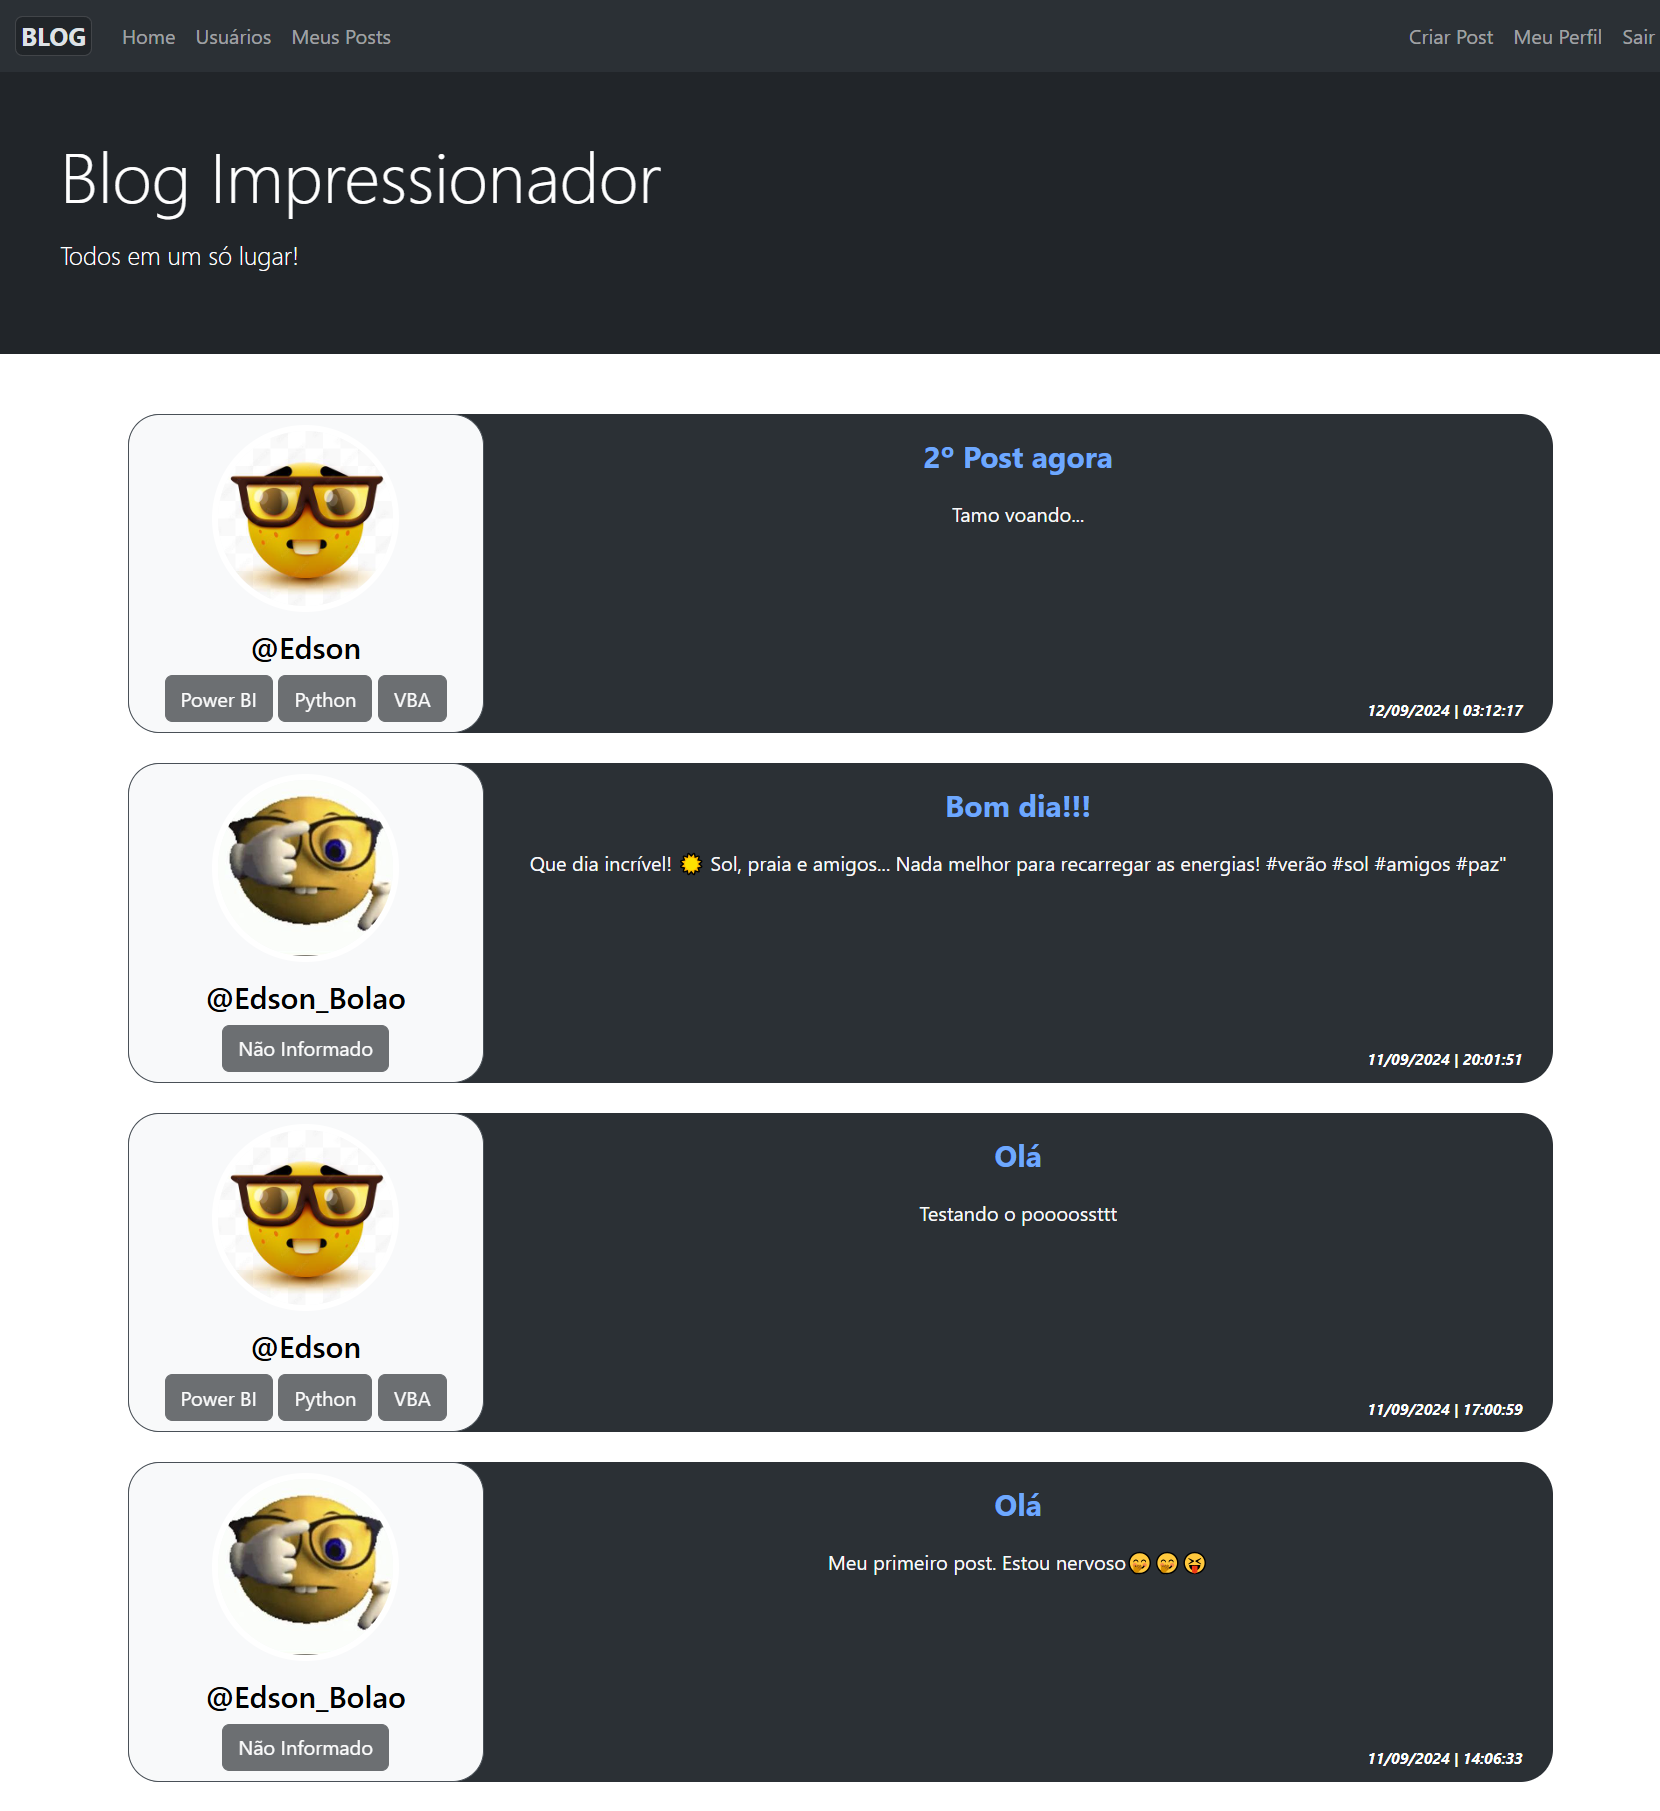 BLOG Home Usuários Meus Posts Criar Post Meu Perfil Sair
Blog Impressionador
Todos em um só lugar!
2º Post agora
Tamo voando...
@Edson
Power BI Python VBA
12/09/2024 | 03:12:17
Bom dia!!!
Que dia incrível! ☀️ Sol, praia e amigos... Nada melhor para recarregar as energias! #verão #sol #amigos #paz"
@Edson_Bolao
Não Informado
11/09/2024 | 20:01:51
Olá
Testando o poooossttt
@Edson
Power BI Python VBA
11/09/2024 | 17:00:59
Olá
Meu primeiro post. Estou nervoso🤭🤭😝
@Edson_Bolao
Não Informado
11/09/2024 | 14:06:33